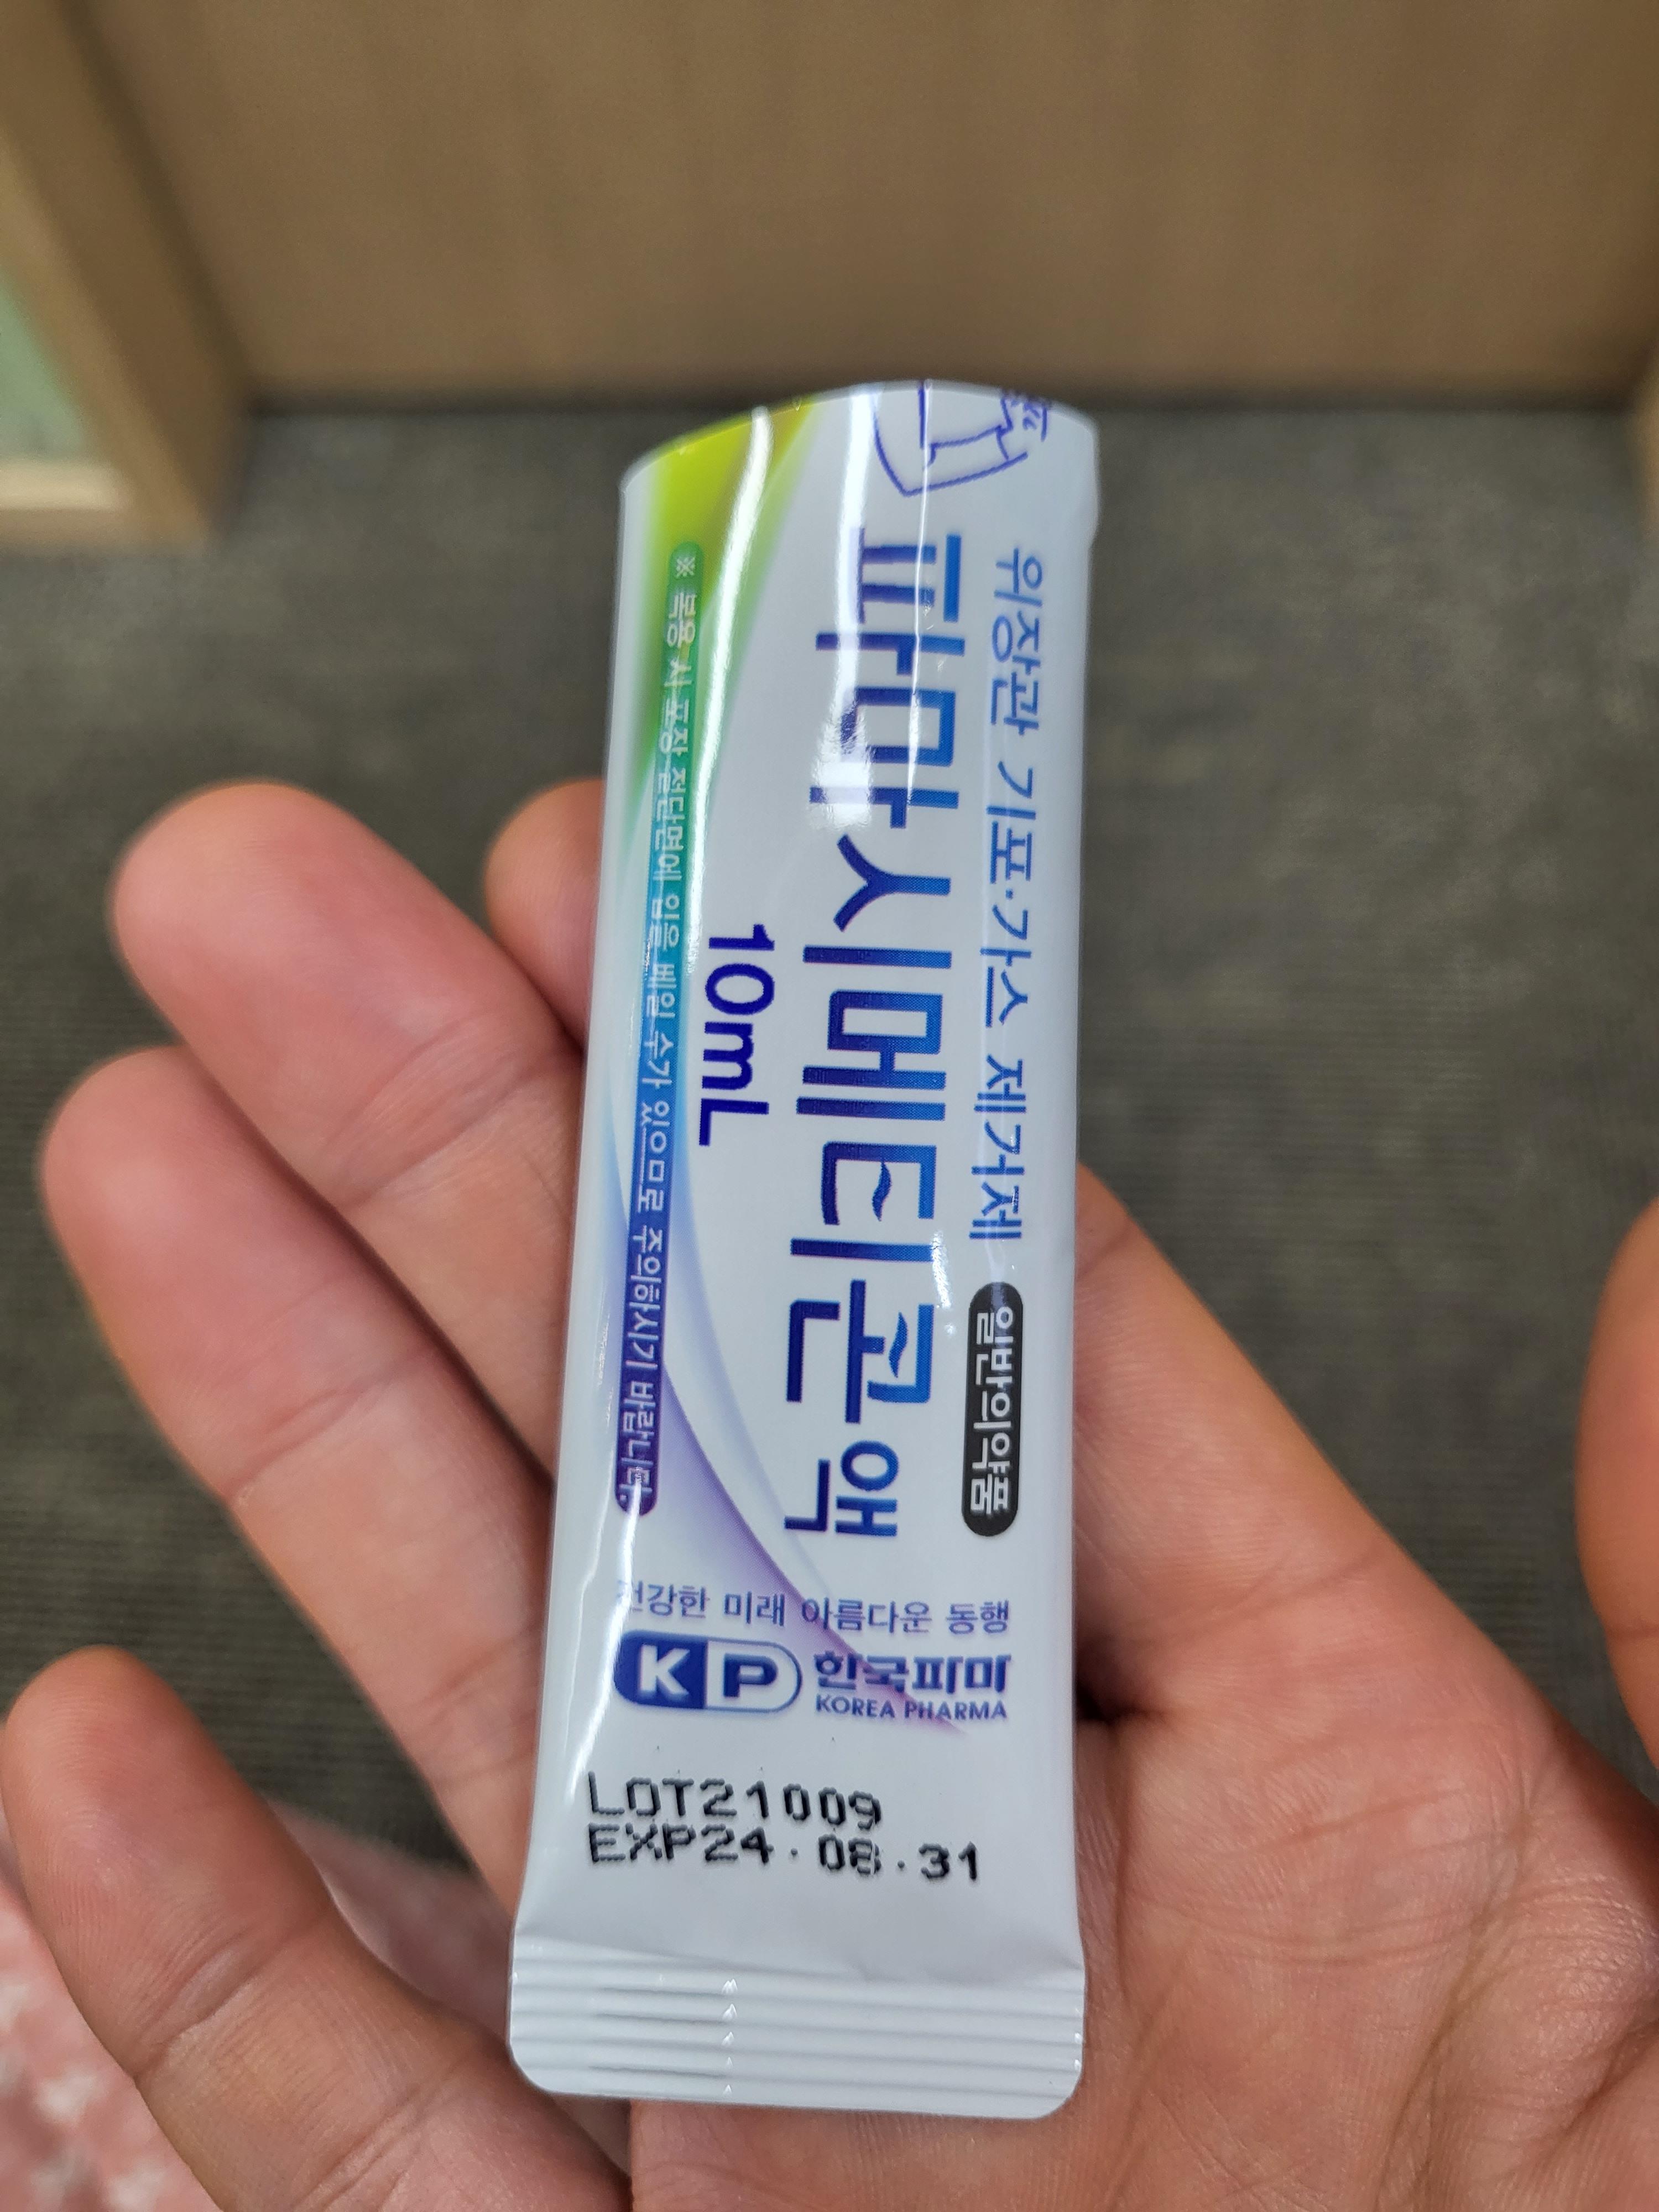 위장관 기포·가스 제거제 일반의약품
파마시메티콘액
10mL
※ 복용 시 포장 절단면에 입술 베일 수가 있으므로 주의하시기 바랍니다.
건강한 미래 아름다운 동행
KP 한국파마
KOREA PHARMA
LOT21009
EXP24.08.31